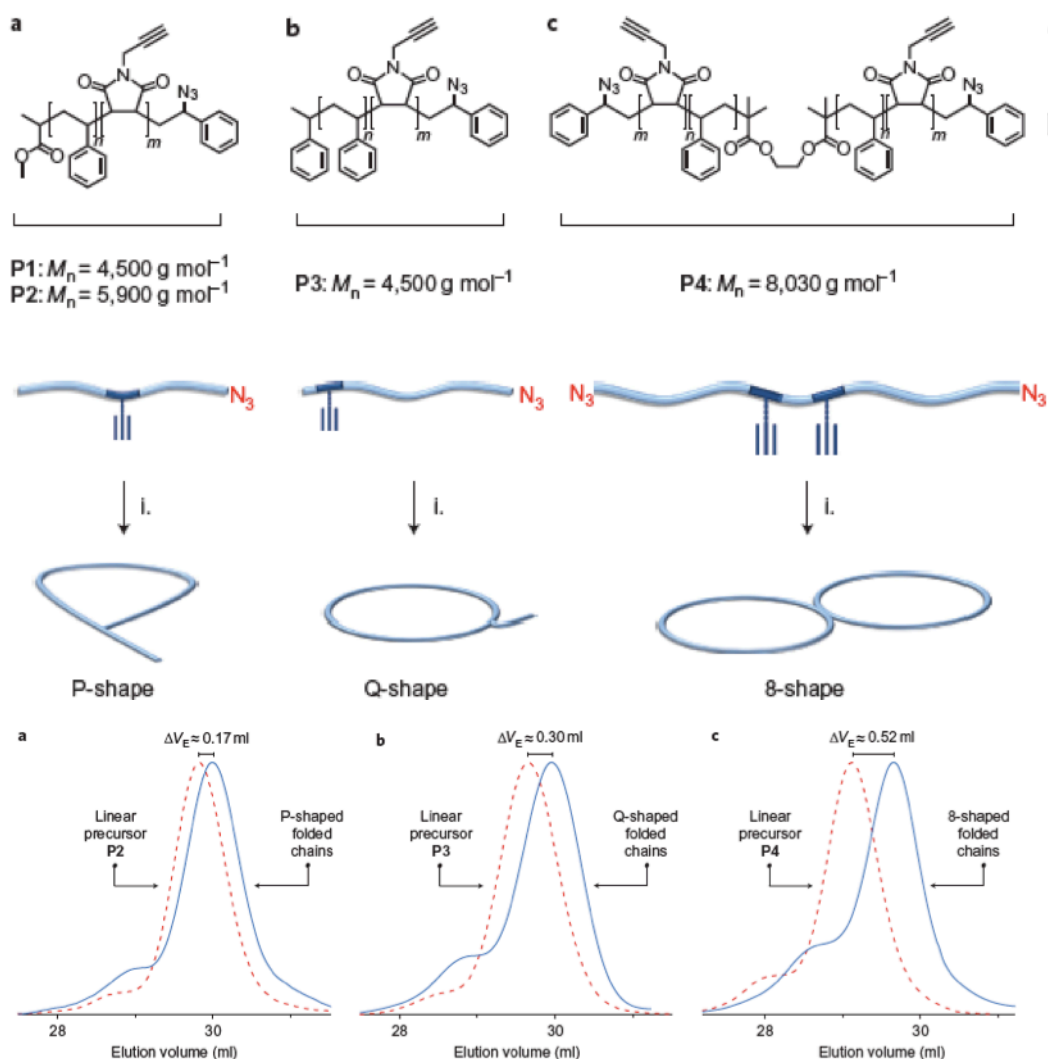 a
b
c
N
O
O
N3
n
m
O
O
N
O
O
N3
n
m
N3
N
O
O
m
n
O
O
O
O
N
O
O
N3
n
m
P1: Mn = 4,500 g mol−1
P2: Mn = 5,900 g mol−1
P3: Mn = 4,500 g mol−1
P4: Mn = 8,030 g mol−1
N3
N3
N3
N3
i.
i.
i.
P-shape
Q-shape
8-shape
a
ΔVE ≈ 0.17 ml
Linear
precursor
P2
P-shaped
folded
chains
28
30
Elution volume (ml)
b
ΔVE ≈ 0.30 ml
Linear
precursor
P3
Q-shaped
folded
chains
28
30
Elution volume (ml)
c
ΔVE ≈ 0.52 ml
Linear
precursor
P4
8-shaped
folded
chains
28
30
Elution volume (ml)